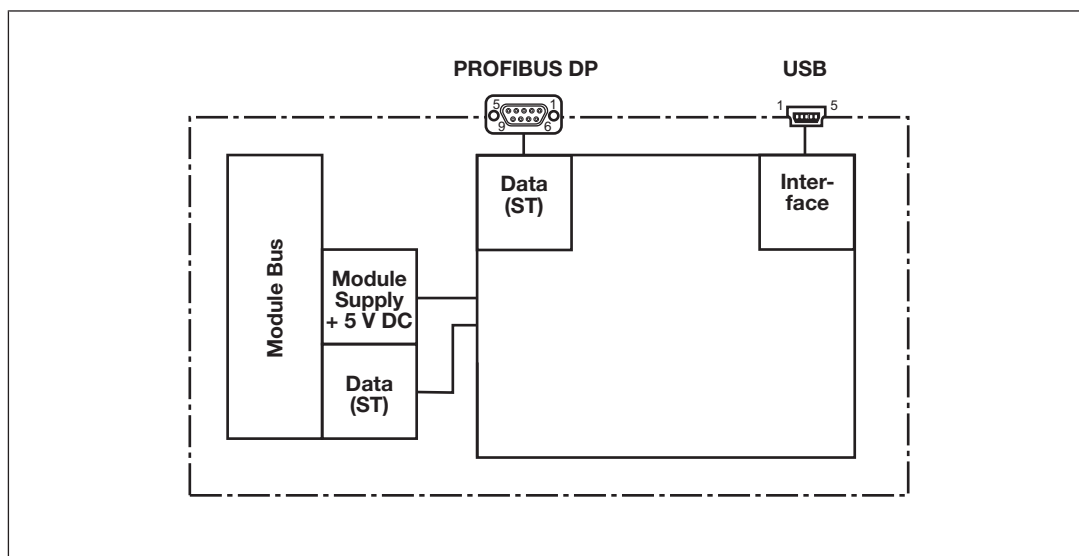 PROFIBUS DP
USB
5 1
9 6
1 5
Data
(ST)
Inter-
face
Module Bus
Module
Supply
+ 5 V DC
Data
(ST)